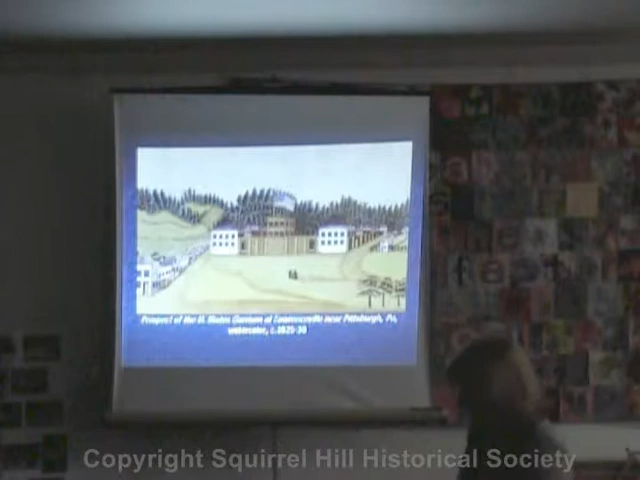 Prospect of the U. States Garrison at Lawrenceville near Pittsburgh, Pa,
watercolor, c.1825-30
Copyright Squirrel Hill Historical Society